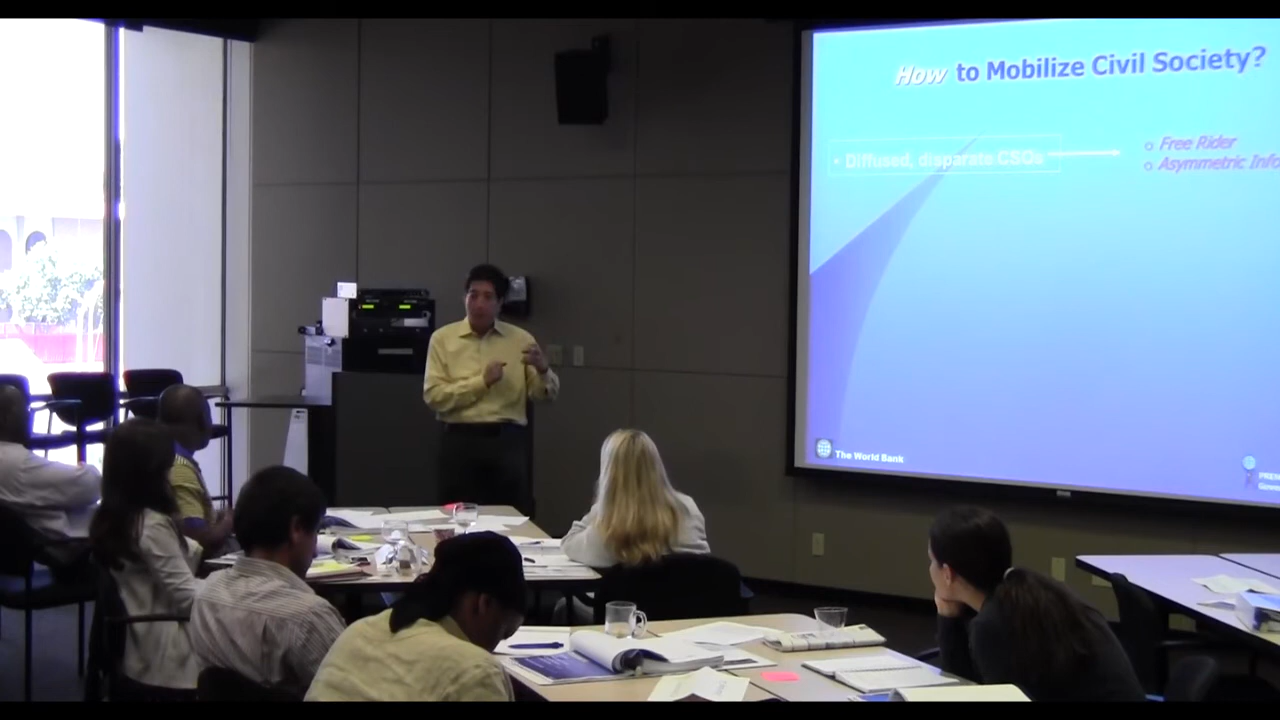 How to Mobilize Civil Society?
• Diffused, disparate CSOs
o Free Rider
o Asymmetric Info
The World Bank